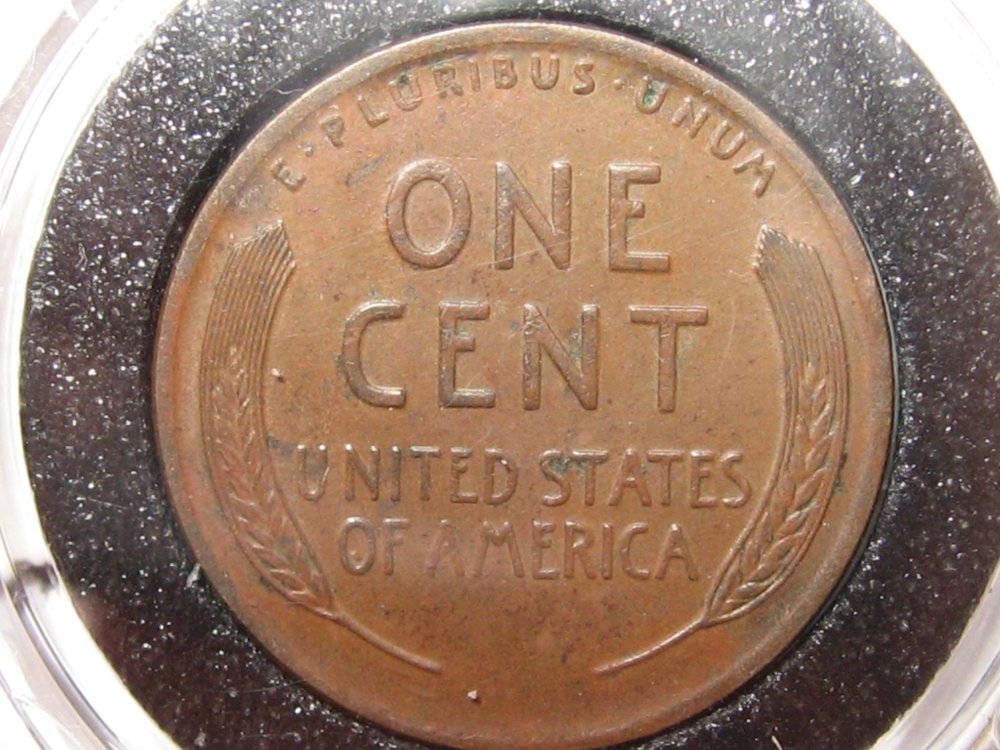 E · PLURIBUS · UNUM
ONE
CENT
UNITED STATES
OF AMERICA